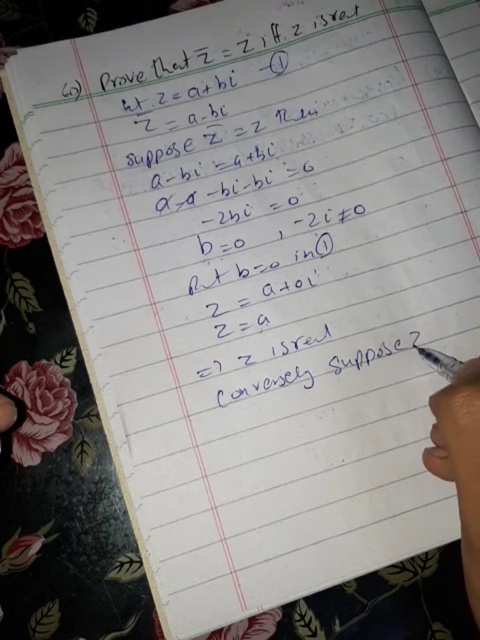 (i) Prove that z̅ = z iff z is real
let z = a+bi —①
z̅ = a-bi
suppose z̅ = z then
a-bi = a+bi
a-a -bi-bi = 0
-2bi = 0
b=0 , -2i≠0
Put b=0 in ①
z = a+0i
z = a
=> z is real
Conversely suppose z